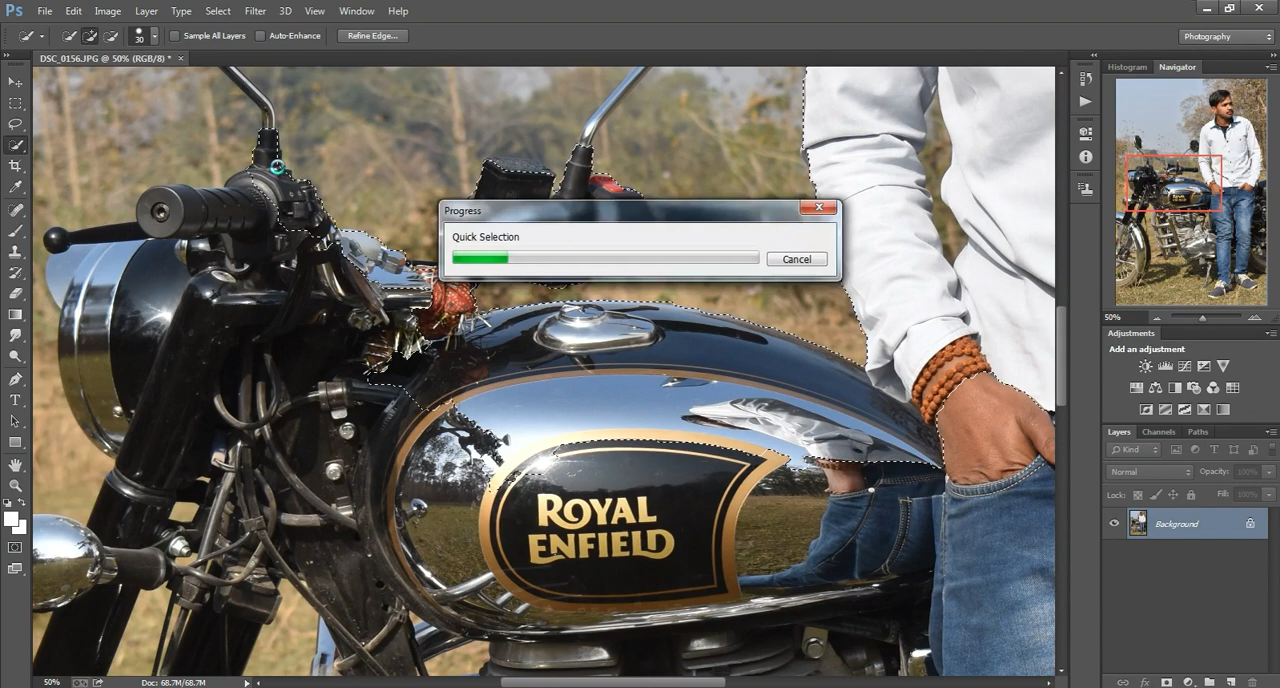 Ps File Edit Image Layer Type Select Filter 3D View Window Help
30 Sample All Layers Auto-Enhance Refine Edge... Photography
DSC_0156.JPG @ 50% (RGB/8) * ×
Histogram Navigator
Progress
Quick Selection
Cancel
50%
Adjustments
Add an adjustment
Layers Channels Paths
Kind
Normal Opacity: 100%
Lock: Fill: 100%
Background
ROYAL
ENFIELD
50% Doc: 68.7M/68.7M